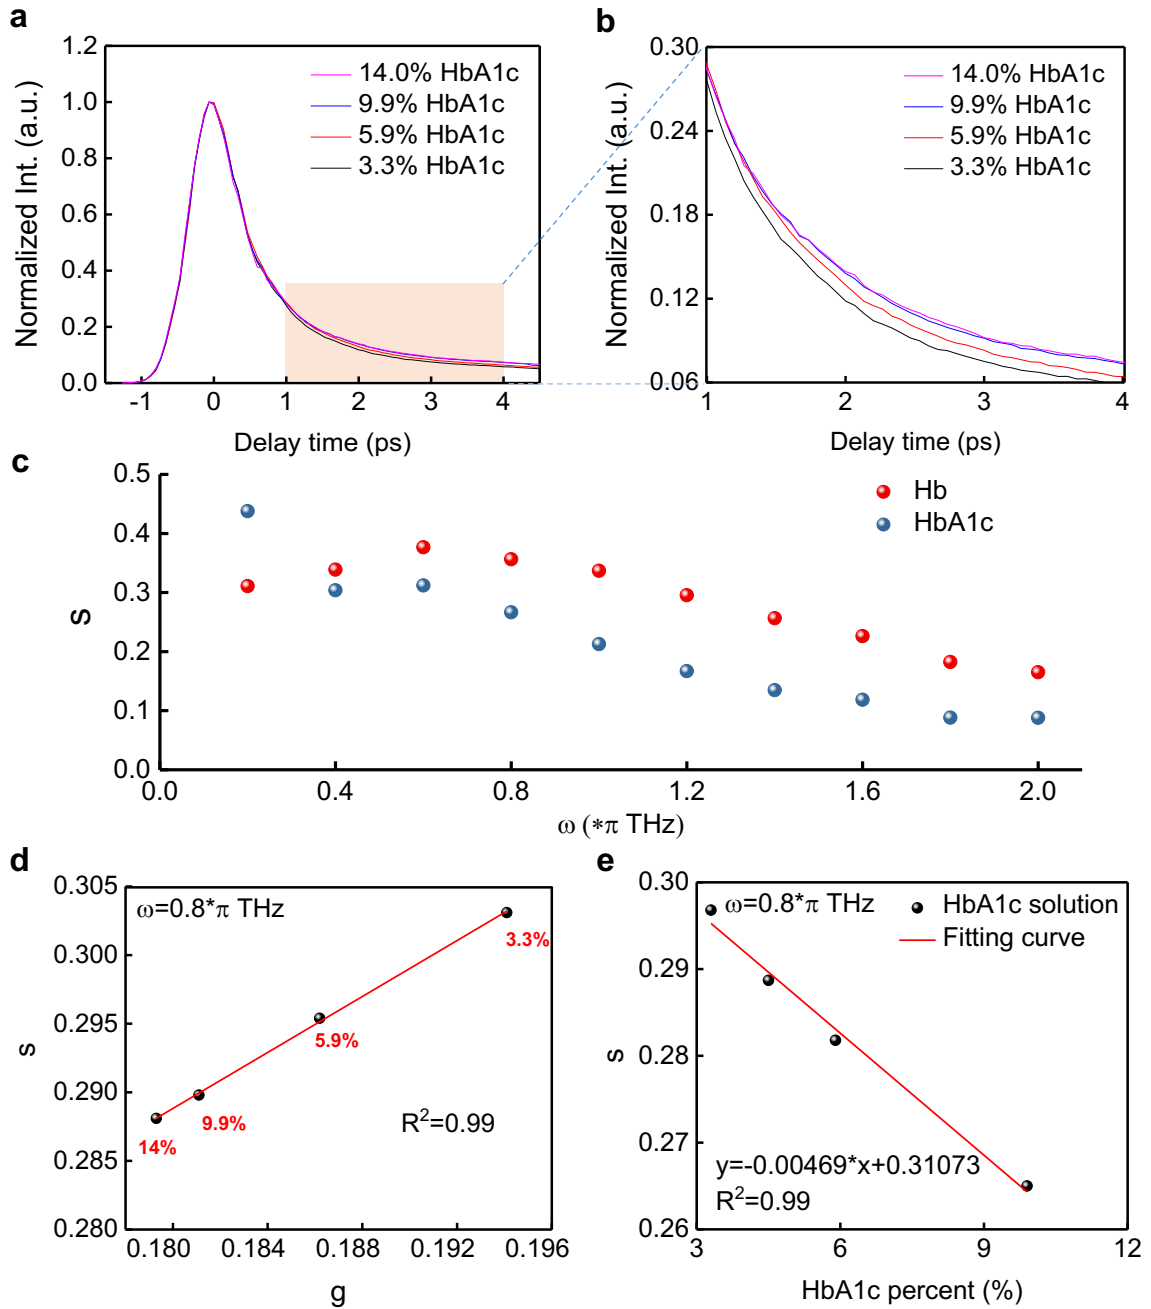 a
1.2
1.0
0.8
0.6
0.4
0.2
0.0
Normalized Int. (a.u.)
14.0% HbA1c
9.9% HbA1c
5.9% HbA1c
3.3% HbA1c
-1
0
1
2
3
4
Delay time (ps)
b
0.30
0.24
0.18
0.12
0.06
Normalized Int. (a.u.)
14.0% HbA1c
9.9% HbA1c
5.9% HbA1c
3.3% HbA1c
1
2
3
4
Delay time (ps)
c
0.5
0.4
0.3
0.2
0.1
0.0
s
Hb
HbA1c
0.0
0.4
0.8
1.2
1.6
2.0
ω (*π THz)
d
0.305
0.300
0.295
0.290
0.285
0.280
s
ω=0.8*π THz
3.3%
5.9%
9.9%
14%
R²=0.99
0.180
0.184
0.188
0.192
0.196
g
e
0.30
0.29
0.28
0.27
0.26
s
ω=0.8*π THz
HbA1c solution
Fitting curve
y=-0.00469*x+0.31073
R²=0.99
3
6
9
12
HbA1c percent (%)